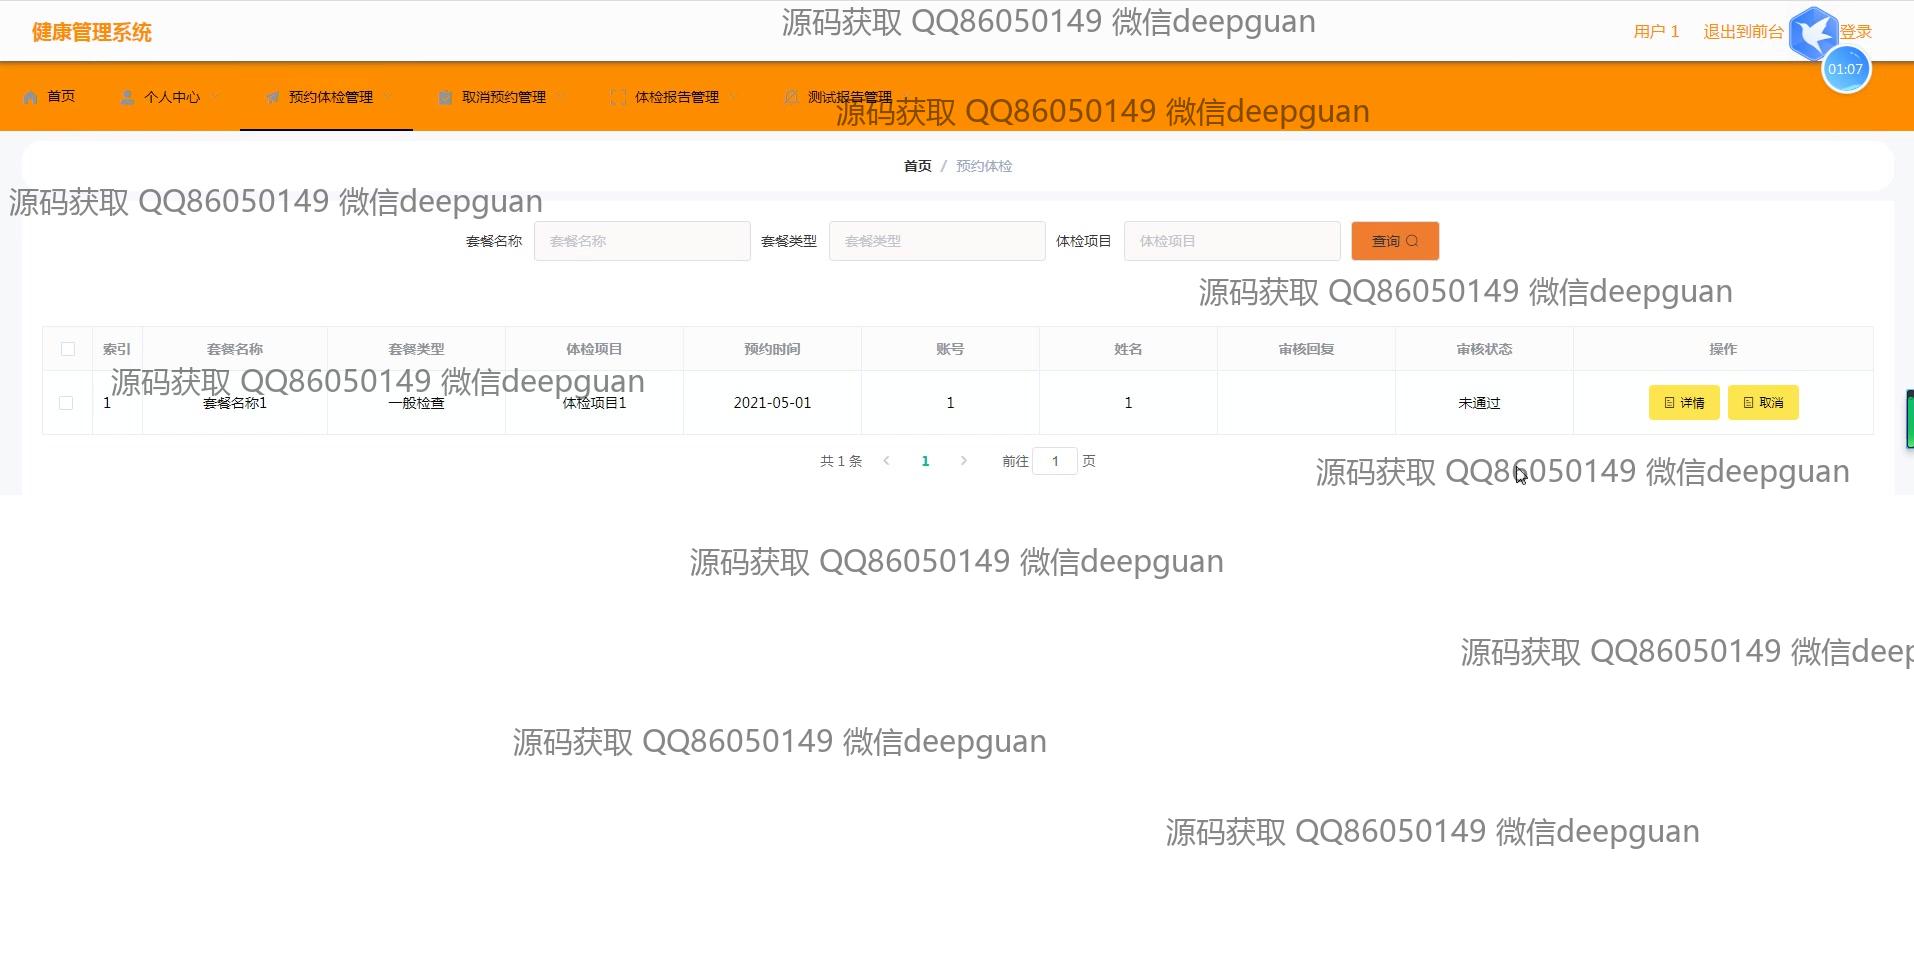 健康管理系统
源码获取 QQ86050149 微信deepguan
用户 1 退出到前台 登录
01:07
首页 个人中心 预约体检管理 取消预约管理 体检报告管理 测试报告管理
源码获取 QQ86050149 微信deepguan
首页 / 预约体检
源码获取 QQ86050149 微信deepguan
套餐名称 套餐名称 套餐类型 套餐类型 体检项目 体检项目 查询
源码获取 QQ86050149 微信deepguan
索引 套餐名称 套餐类型 体检项目 预约时间 账号 姓名 审核回复 审核状态 操作
源码获取 QQ86050149 微信deepguan
1 套餐名称1 一般检查 体检项目1 2021-05-01 1 1 未通过 详情 取消
共 1 条 1 前往 1 页
源码获取 QQ86050149 微信deepguan
源码获取 QQ86050149 微信deepguan
源码获取 QQ86050149 微信deep
源码获取 QQ86050149 微信deepguan
源码获取 QQ86050149 微信deepguan